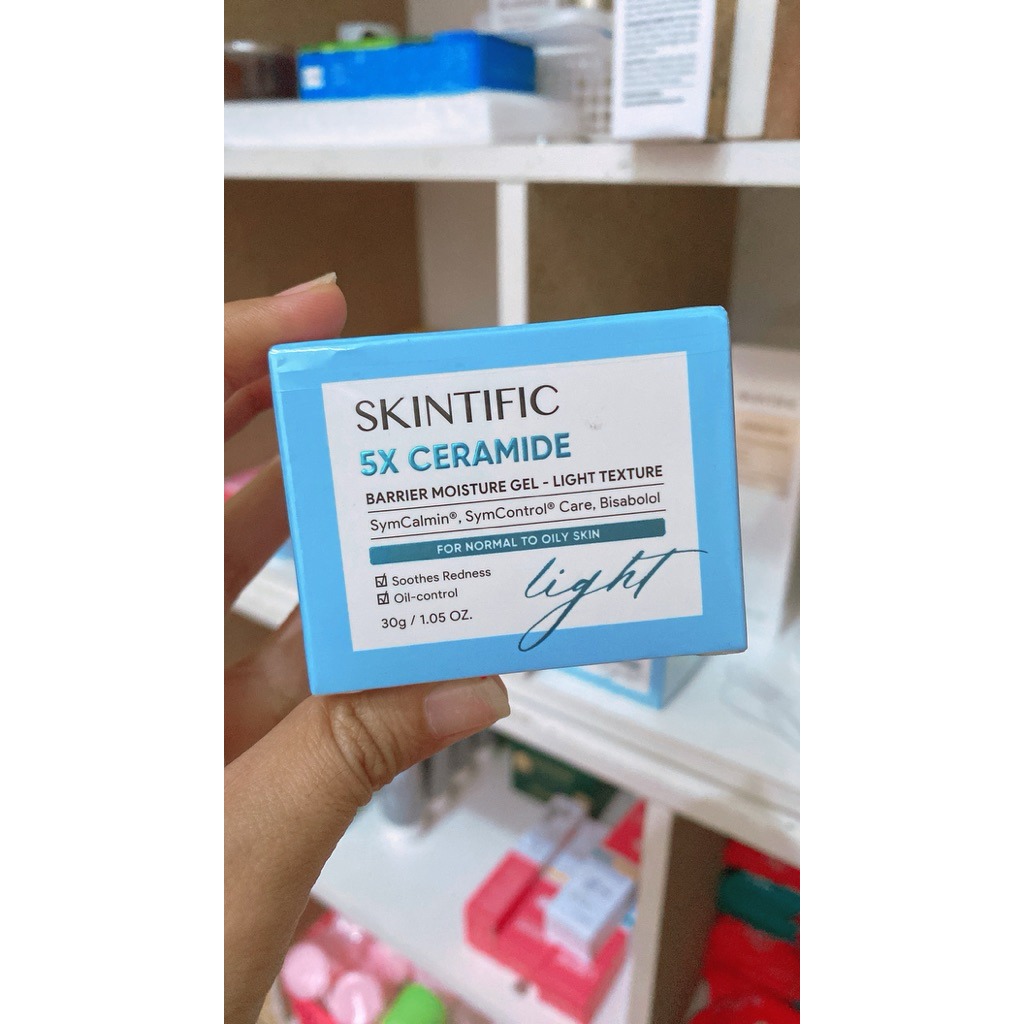 SKINTIFIC
5X CERAMIDE
BARRIER MOISTURE GEL - LIGHT TEXTURE
SymCalmin®, SymControl® Care, Bisabolol
FOR NORMAL TO OILY SKIN
Soothes Redness
Oil-control
30g / 1.05 OZ.
light